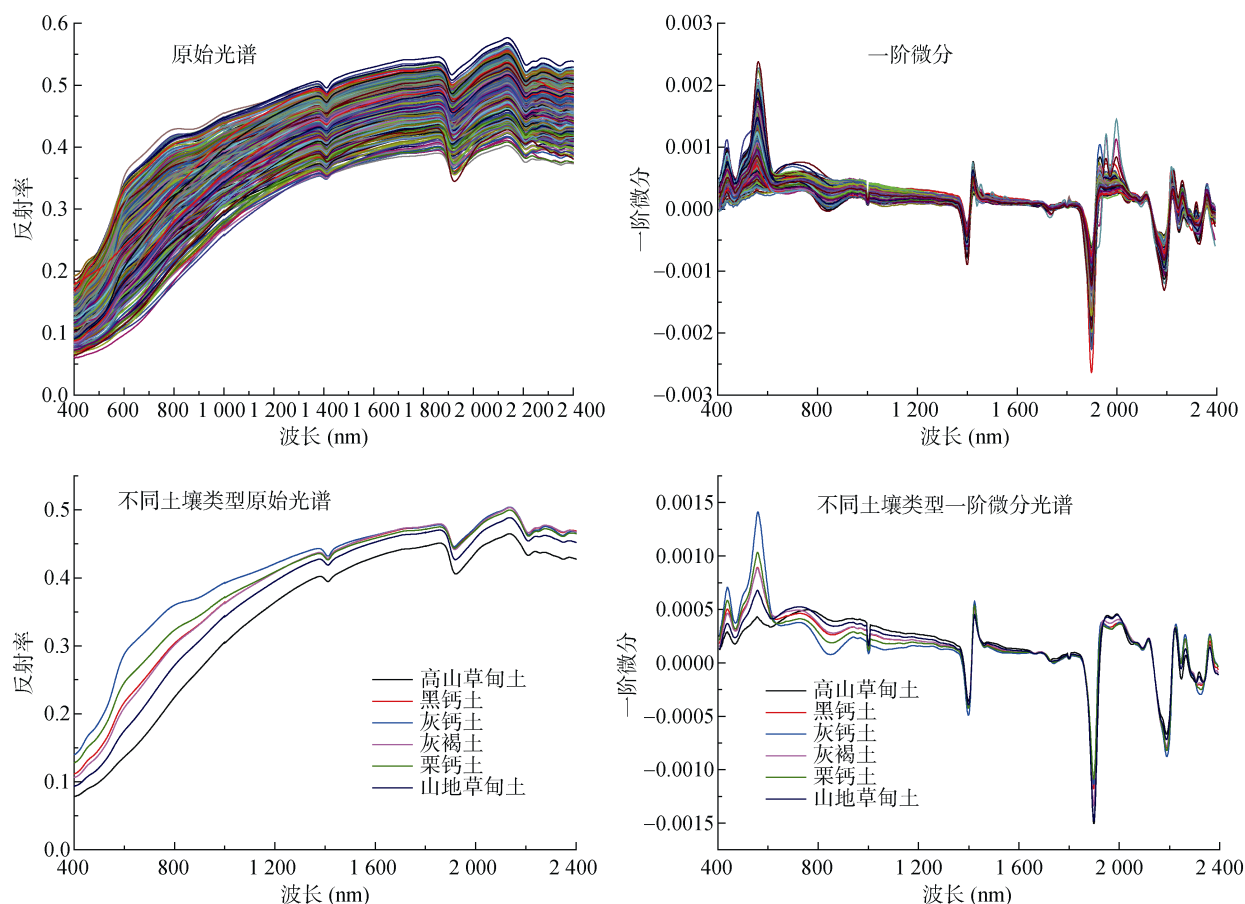 原始光谱
反射率
0.6
0.5
0.4
0.3
0.2
0.1
0.0
400 600 800 1 000 1 200 1 400 1 600 1 800 2 000 2 200 2 400
波长 (nm)
一阶微分
一阶微分
0.003
0.002
0.001
0.000
−0.001
−0.002
−0.003
400 800 1 200 1 600 2 000 2 400
波长 (nm)
不同土壤类型原始光谱
反射率
0.5
0.4
0.3
0.2
0.1
0.0
高山草甸土
黑钙土
灰钙土
灰褐土
栗钙土
山地草甸土
400 800 1 200 1 600 2 000 2 400
波长 (nm)
不同土壤类型一阶微分光谱
一阶微分
0.0015
0.0010
0.0005
0.0000
−0.0005
−0.0010
−0.0015
高山草甸土
黑钙土
灰钙土
灰褐土
栗钙土
山地草甸土
400 800 1 200 1 600 2 000 2 400
波长 (nm)